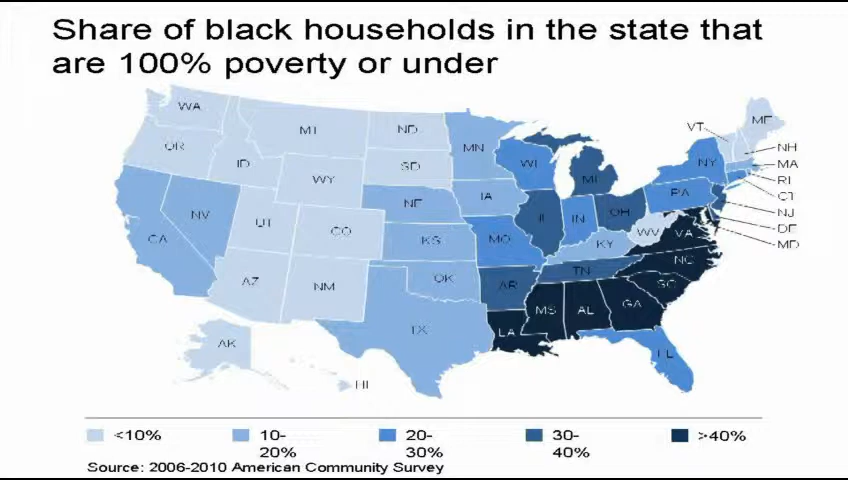 Share of black households in the state that
are 100% poverty or under
WA
MT
ND
MN
ME
VT
OR
ID
SD
WI
MI
NY
NH
MA
WY
RI
NV
NE
IA
PA
CT
UT
CO
IL
IN
OH
NJ
CA
KS
MO
KY
WV
VA
DE
MD
AZ
NM
OK
AR
TN
NC
SC
TX
LA
MS
AL
GA
AK
HI
FL
<10%
10-
20%
20-
30%
30-
40%
>40%
Source: 2006-2010 American Community Survey